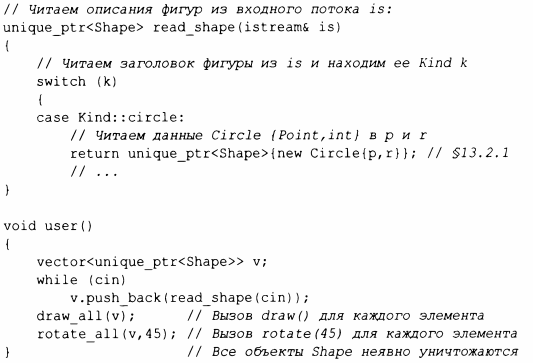 // Читаем описания фигур из входного потока is:
unique_ptr<Shape> read_shape(istream& is)
{
    // Читаем заголовок фигуры из is и находим ее Kind k
    switch (k)
    {
    case Kind::circle:
        // Читаем данные Circle {Point,int} в p и r
        return unique_ptr<Shape>{new Circle{p,r}}; // §13.2.1
        // ...
}

void user()
{
    vector<unique_ptr<Shape>> v;
    while (cin)
        v.push_back(read_shape(cin));
    draw_all(v);       // Вызов draw() для каждого элемента
    rotate_all(v,45);  // Вызов rotate(45) для каждого элемента
}                      // Все объекты Shape неявно уничтожаются